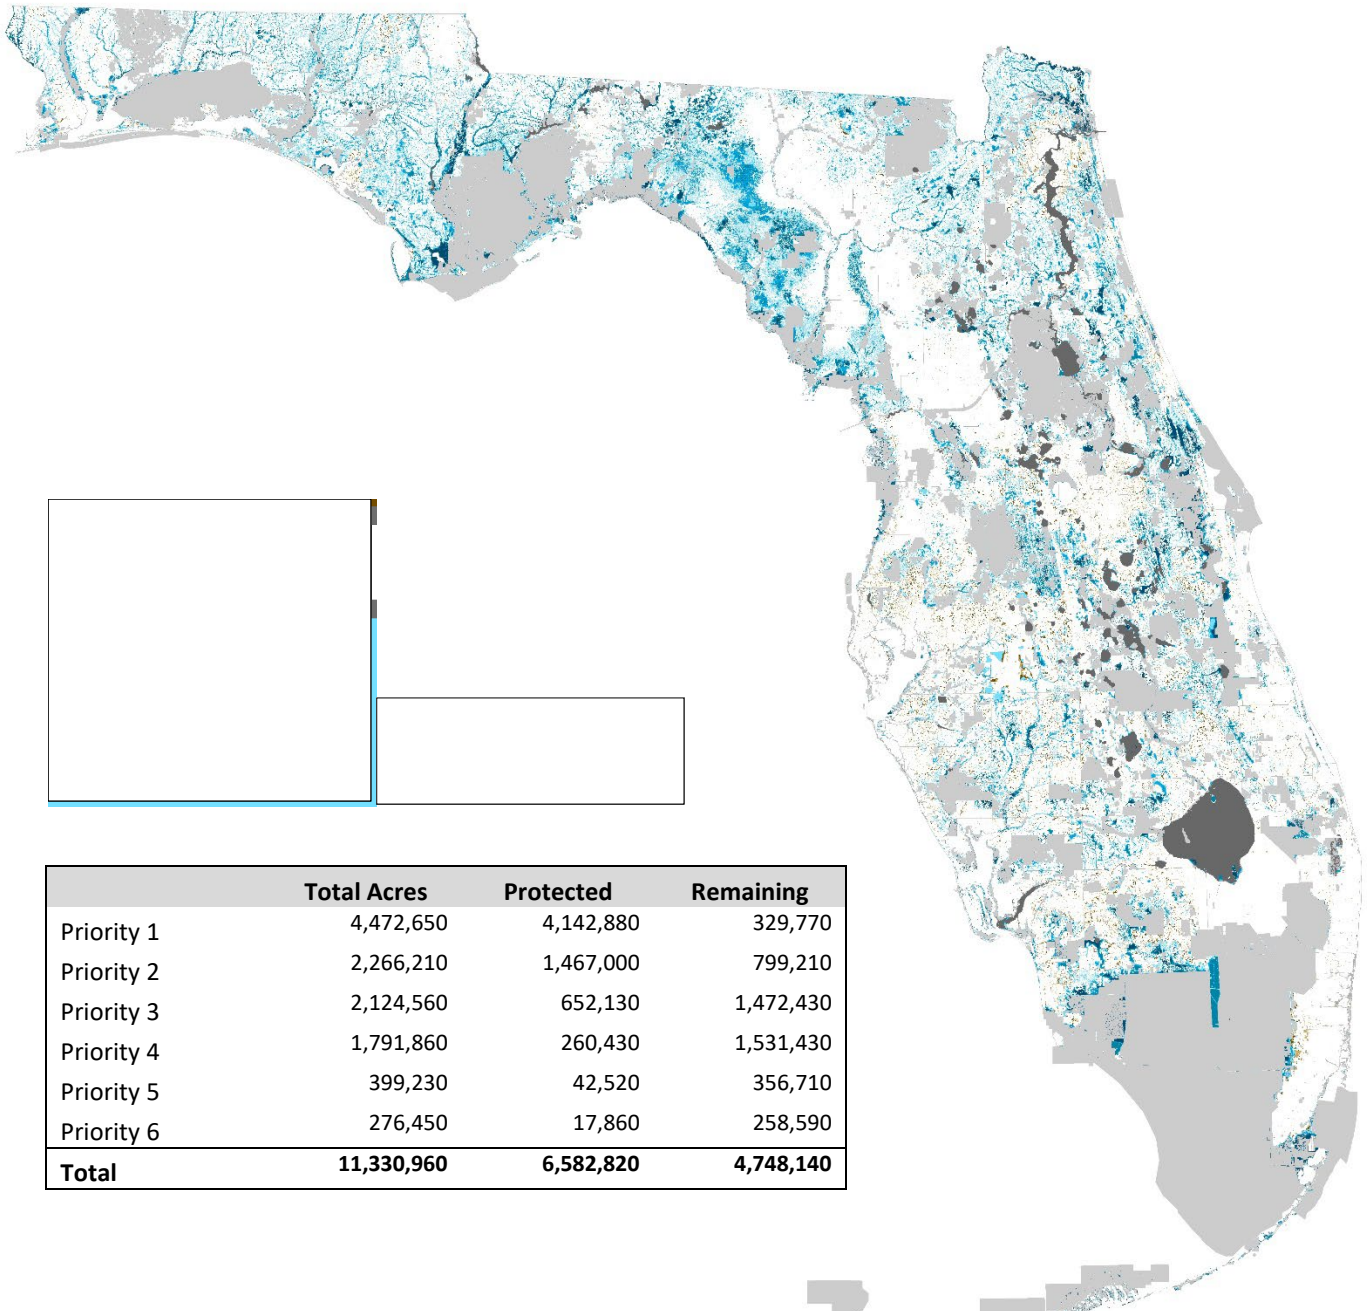 Total Acres Protected Remaining
Priority 1 4,472,650 4,142,880 329,770
Priority 2 2,266,210 1,467,000 799,210
Priority 3 2,124,560 652,130 1,472,430
Priority 4 1,791,860 260,430 1,531,430
Priority 5 399,230 42,520 356,710
Priority 6 276,450 17,860 258,590
Total 11,330,960 6,582,820 4,748,140